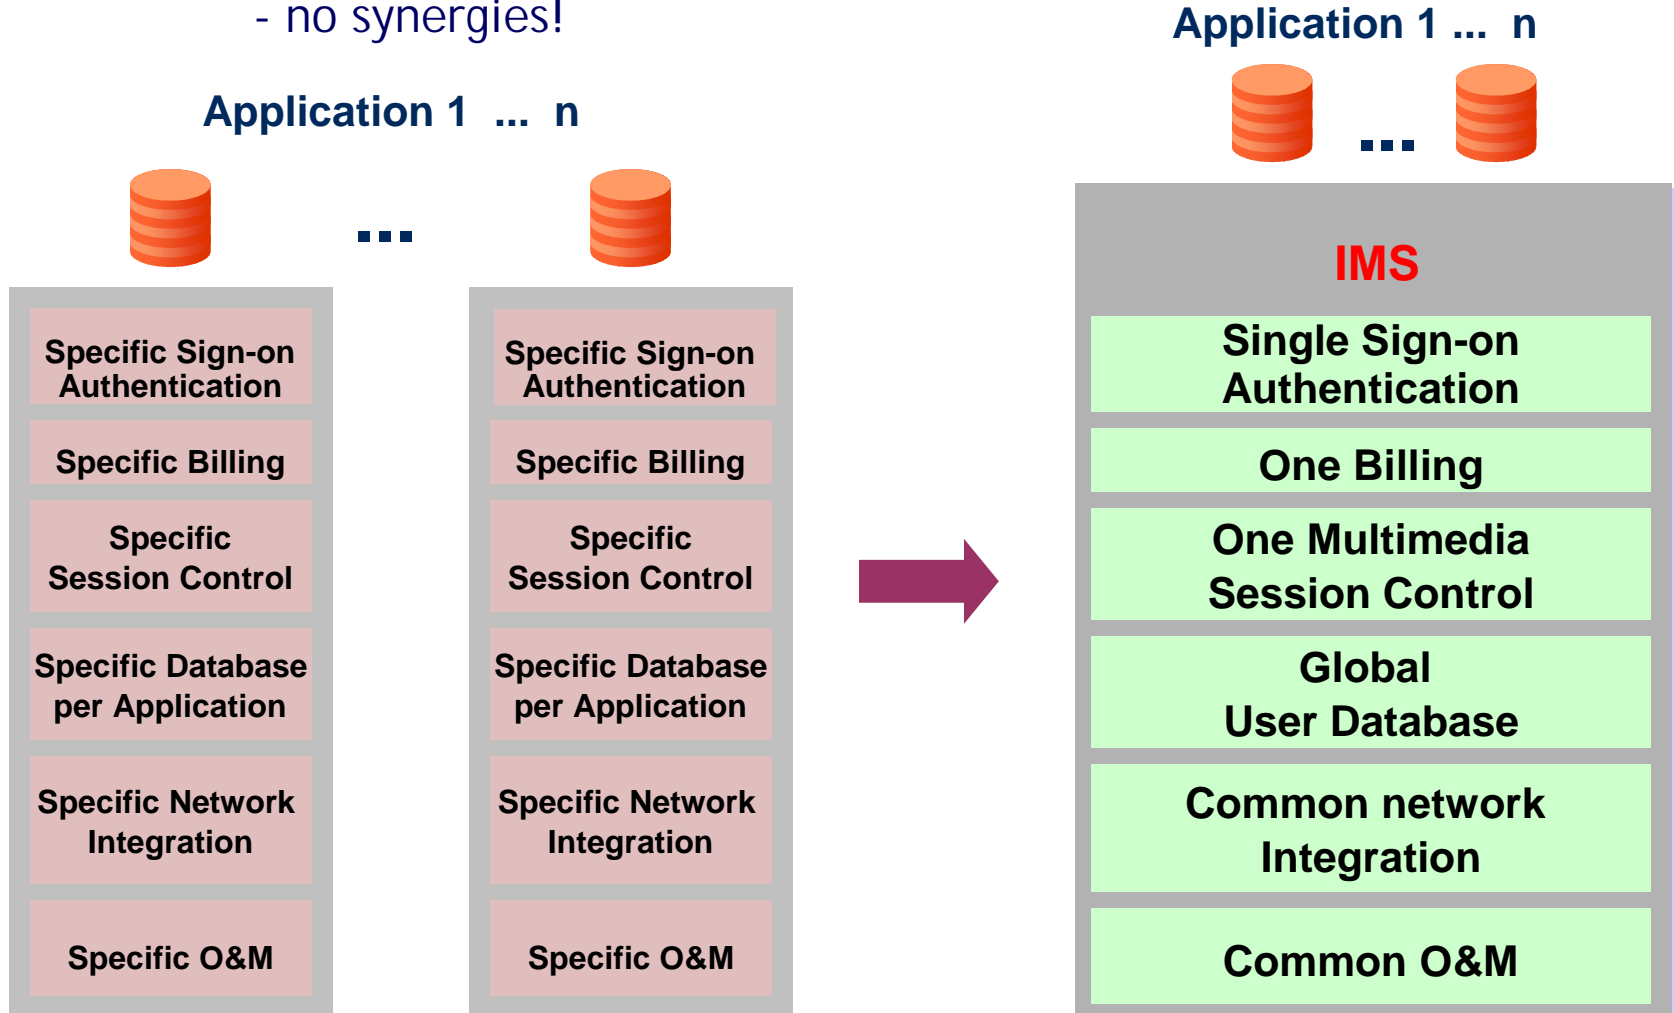 - no synergies!
Application 1 ... n
Specific Sign-on
Authentication
Specific Billing
Specific
Session Control
Specific Database
per Application
Specific Network
Integration
Specific O&M
...
Specific Sign-on
Authentication
Specific Billing
Specific
Session Control
Specific Database
per Application
Specific Network
Integration
Specific O&M
Application 1 ... n
...
IMS
Single Sign-on
Authentication
One Billing
One Multimedia
Session Control
Global
User Database
Common network
Integration
Common O&M